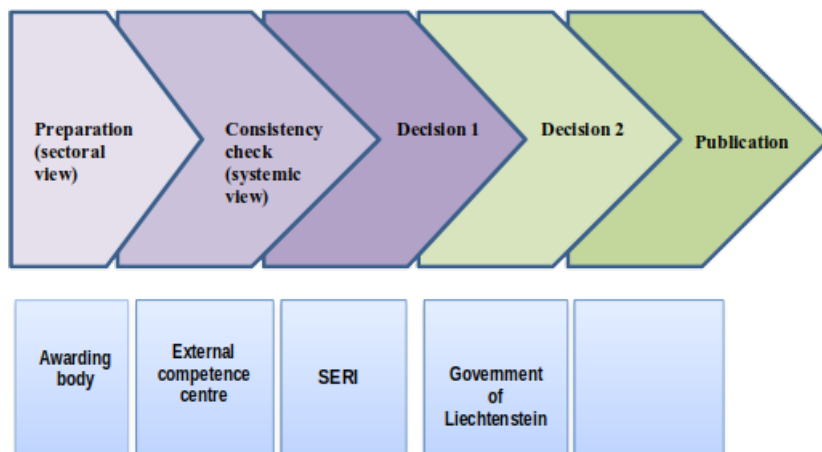 Preparation
(sectoral
view)
Consistency
check
(systemic
view)
Decision 1
Decision 2
Publication
Awarding
body
External
competence
centre
SERI
Government
of
Liechtenstein